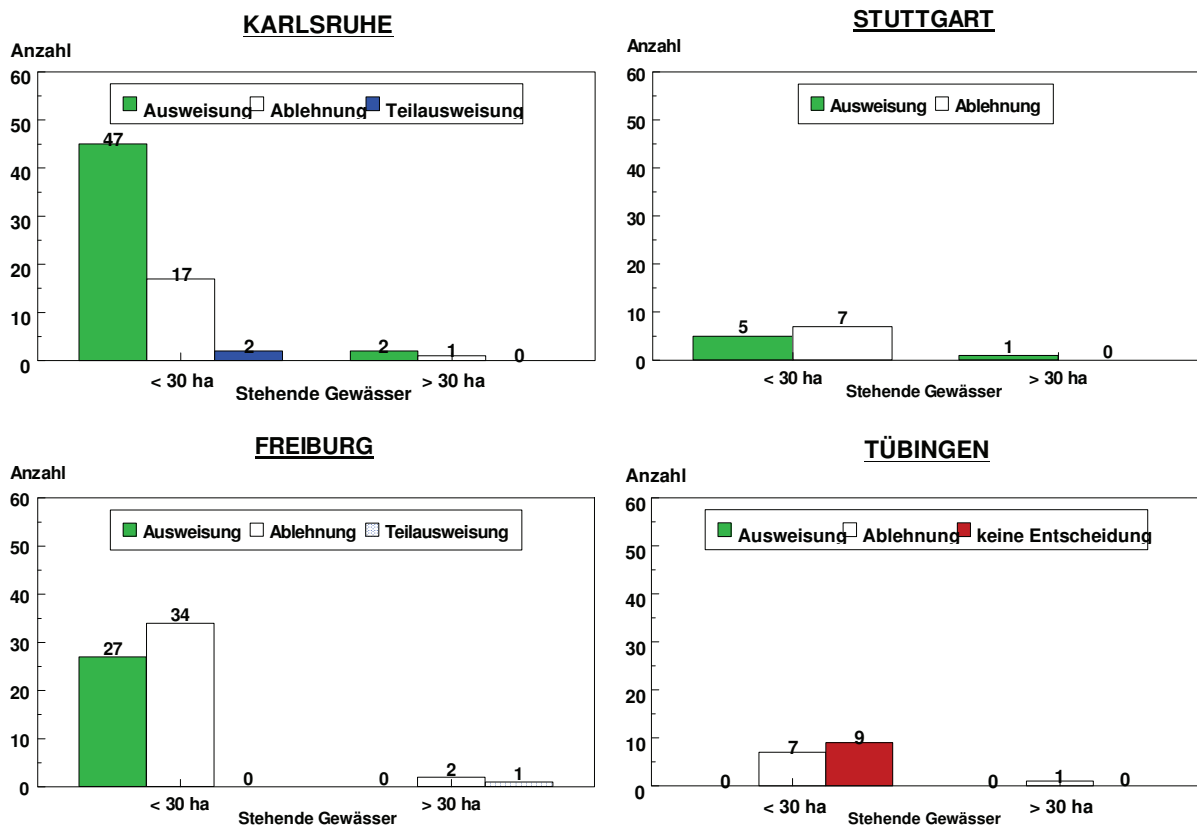 KARLSRUHE
Anzahl
60
50
40
30
20
10
0
Ausweisung Ablehnung Teilausweisung
47
17
2
2
1
0
< 30 ha > 30 ha
Stehende Gewässer
STUTTGART
Anzahl
60
50
40
30
20
10
0
Ausweisung Ablehnung
5
7
1
0
< 30 ha > 30 ha
Stehende Gewässer
FREIBURG
Anzahl
60
50
40
30
20
10
0
Ausweisung Ablehnung Teilausweisung
27
34
0
0
2
1
< 30 ha > 30 ha
Stehende Gewässer
TÜBINGEN
Anzahl
60
50
40
30
20
10
0
Ausweisung Ablehnung keine Entscheidung
0
7
9
0
1
0
< 30 ha > 30 ha
Stehende Gewässer